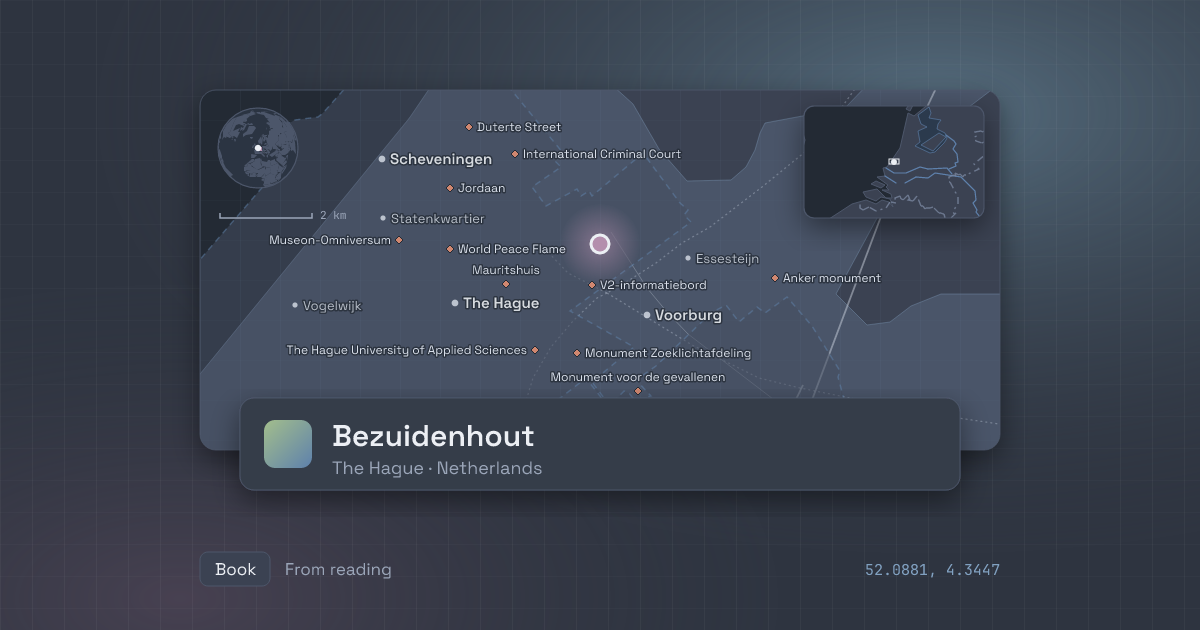 Duterte Street
International Criminal Court
Scheveningen
Jordaan
2 km
Statenkwartier
Museon-Omniversum
World Peace Flame
Essesteijn
Mauritshuis
Anker monument
V2-informatiebord
Vogelwijk
The Hague
Voorburg
The Hague University of Applied Sciences
Monument Zoeklichtafdeling
Monument voor de gevallenen
Bezuidenhout
The Hague · Netherlands
Book
From reading
52.0881, 4.3447